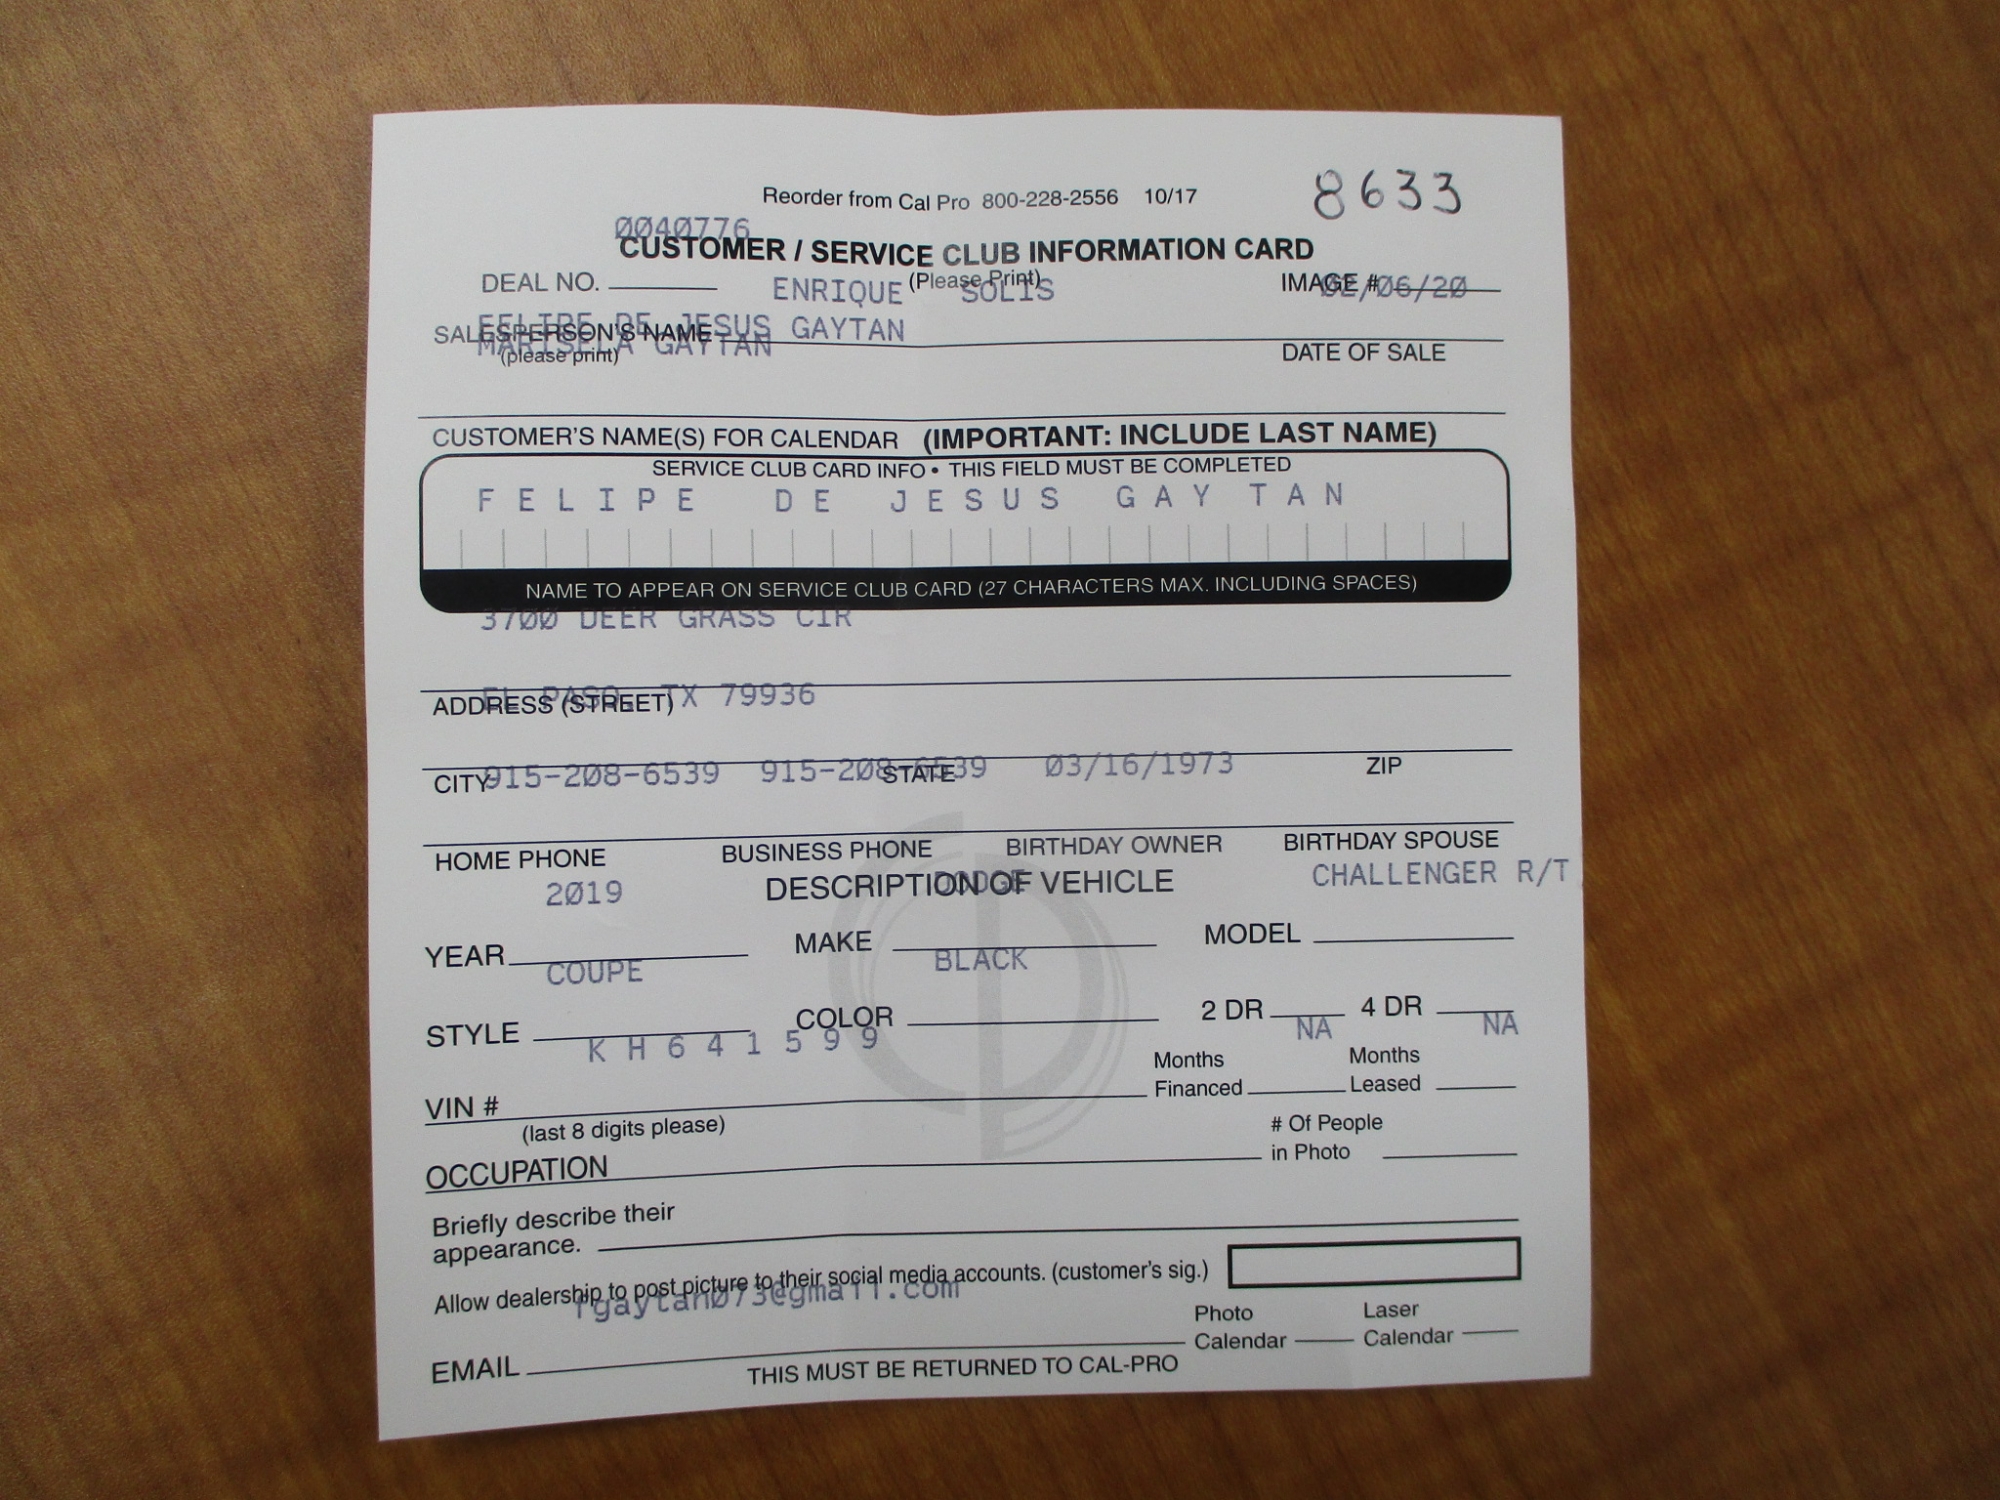 Reorder from Cal Pro 800-228-2556 10/17
8633
0040776
CUSTOMER / SERVICE CLUB INFORMATION CARD
(Please Print)
DEAL NO.
ENRIQUE SOLIS
IMAGE #
/06/20
FELIPE DE JESUS GAYTAN
SALESPERSON'S NAME
MARISELA GAYTAN
(please print)
DATE OF SALE
CUSTOMER'S NAME(S) FOR CALENDAR (IMPORTANT: INCLUDE LAST NAME)
SERVICE CLUB CARD INFO • THIS FIELD MUST BE COMPLETED
FELIPE DE JESUS GAYTAN
NAME TO APPEAR ON SERVICE CLUB CARD (27 CHARACTERS MAX. INCLUDING SPACES)
3700 DEER GRASS CIR
EL PASO, TX 79936
ADDRESS (STREET)
915-208-6539 915-208-6539 03/16/1973
CITY STATE ZIP
HOME PHONE BUSINESS PHONE BIRTHDAY OWNER BIRTHDAY SPOUSE
2019 DODGE CHALLENGER R/T
DESCRIPTION OF VEHICLE
YEAR MAKE MODEL
COUPE BLACK
STYLE COLOR 2 DR 4 DR
KH641599 NA NA
VIN # Months Financed Months Leased
(last 8 digits please)
OCCUPATION # Of People in Photo
Briefly describe their
appearance.
Allow dealership to post picture to their social media accounts. (customer's sig.)
fgaytan073@gmail.com
Photo Calendar Laser Calendar
EMAIL
THIS MUST BE RETURNED TO CAL-PRO